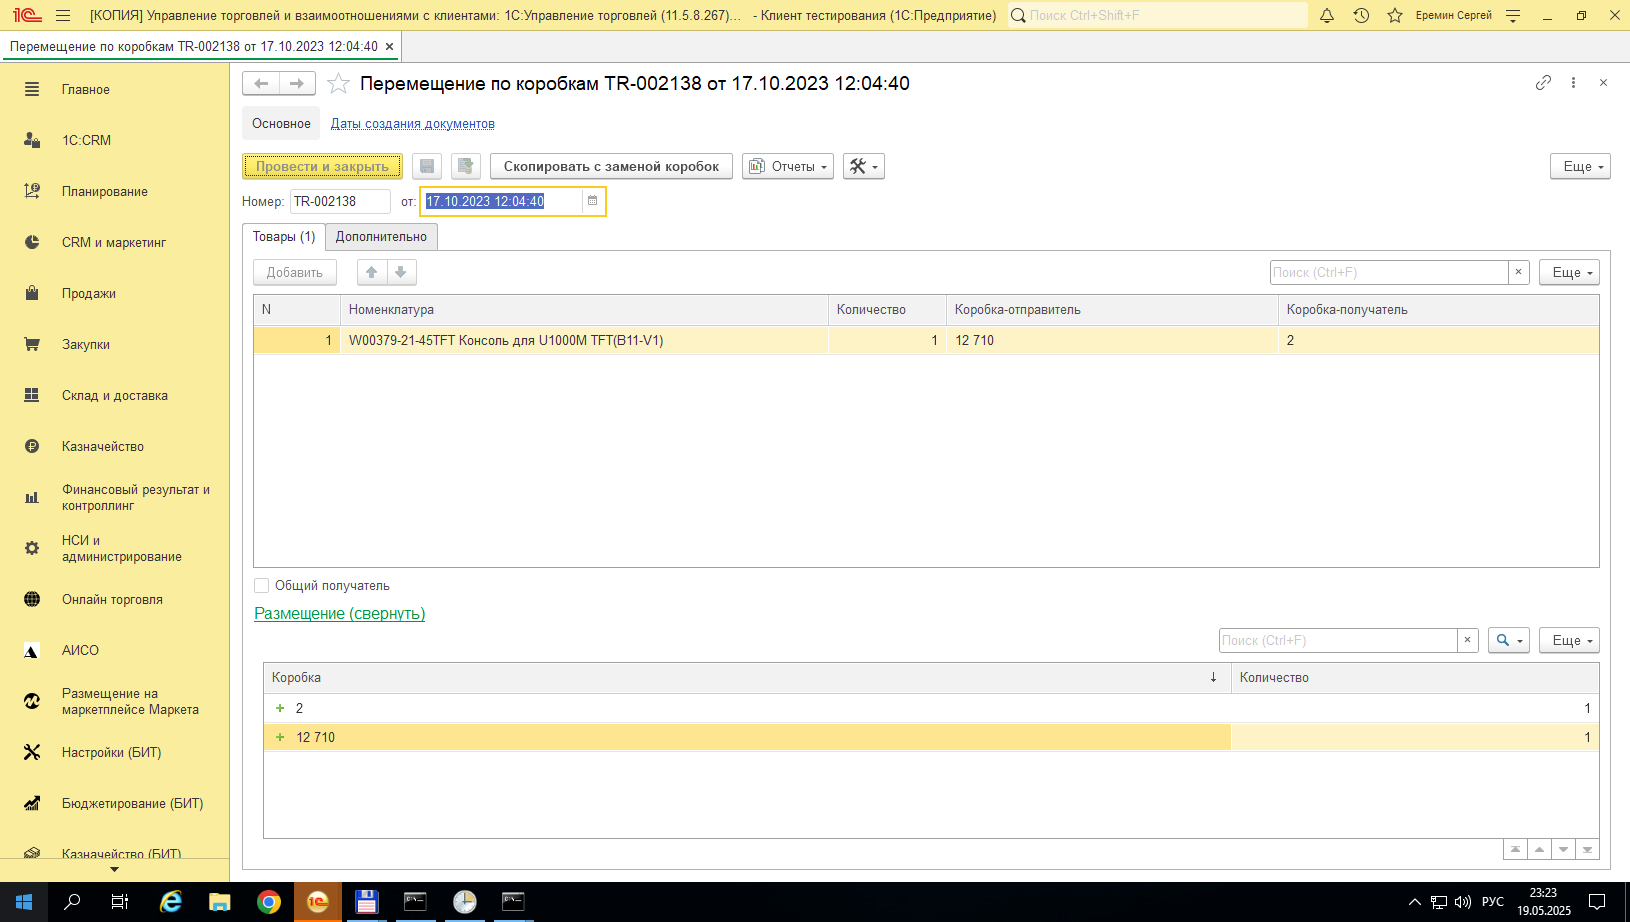 [КОПИЯ] Управление торговлей и взаимоотношениями с клиентами: 1С:Управление торговлей (11.5.8.267)... - Клиент тестирования (1С:Предприятие)
Поиск Ctrl+Shift+F
Еремин Сергей
Перемещение по коробкам TR-002138 от 17.10.2023 12:04:40 ×
Главное
1С:CRM
Планирование
CRM и маркетинг
Продажи
Закупки
Склад и доставка
Казначейство
Финансовый результат и
контроллинг
НСИ и
администрирование
Онлайн торговля
АИСО
Размещение на
маркетплейсе Маркета
Настройки (БИТ)
Бюджетирование (БИТ)
Казначейство (БИТ)
Перемещение по коробкам TR-002138 от 17.10.2023 12:04:40
Основное Даты создания документов
Провести и закрыть Скопировать с заменой коробок Отчеты Еще
Номер: TR-002138 от: 17.10.2023 12:04:40
Товары (1) Дополнительно
Добавить Поиск (Ctrl+F) × Еще
N Номенклатура Количество Коробка-отправитель Коробка-получатель
1 W00379-21-45TFT Консоль для U1000M TFT(B11-V1) 1 12 710 2
Общий получатель
Размещение (свернуть)
Поиск (Ctrl+F) × Еще
Коробка ↓ Количество
+ 2 1
+ 12 710 1
РУС
23:23
19.05.2025